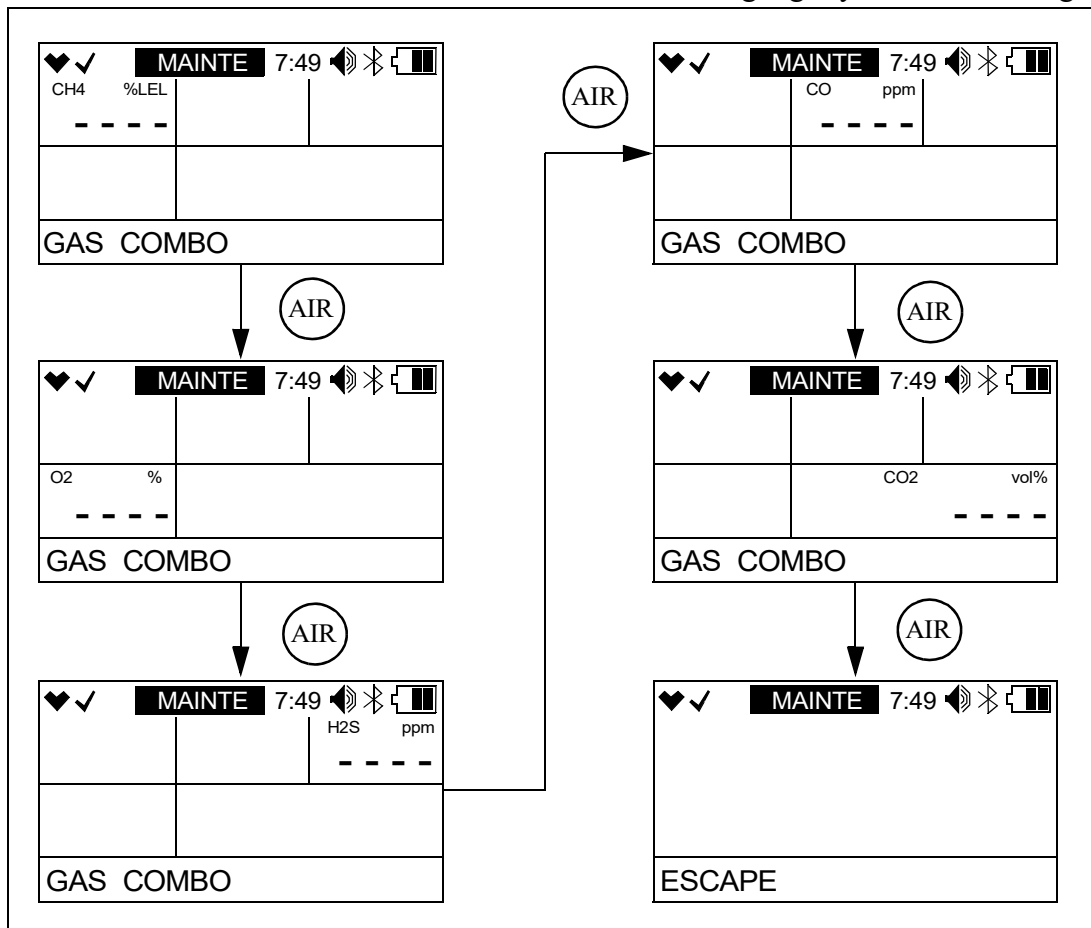 MAINTE 7:49
CH4 %LEL
- - - -
GAS COMBO
AIR
MAINTE 7:49
O2 %
- - - -
GAS COMBO
AIR
MAINTE 7:49
H2S ppm
- - - -
GAS COMBO
AIR
MAINTE 7:49
CO ppm
- - - -
GAS COMBO
AIR
MAINTE 7:49
CO2 vol%
- - - -
GAS COMBO
AIR
MAINTE 7:49
ESCAPE